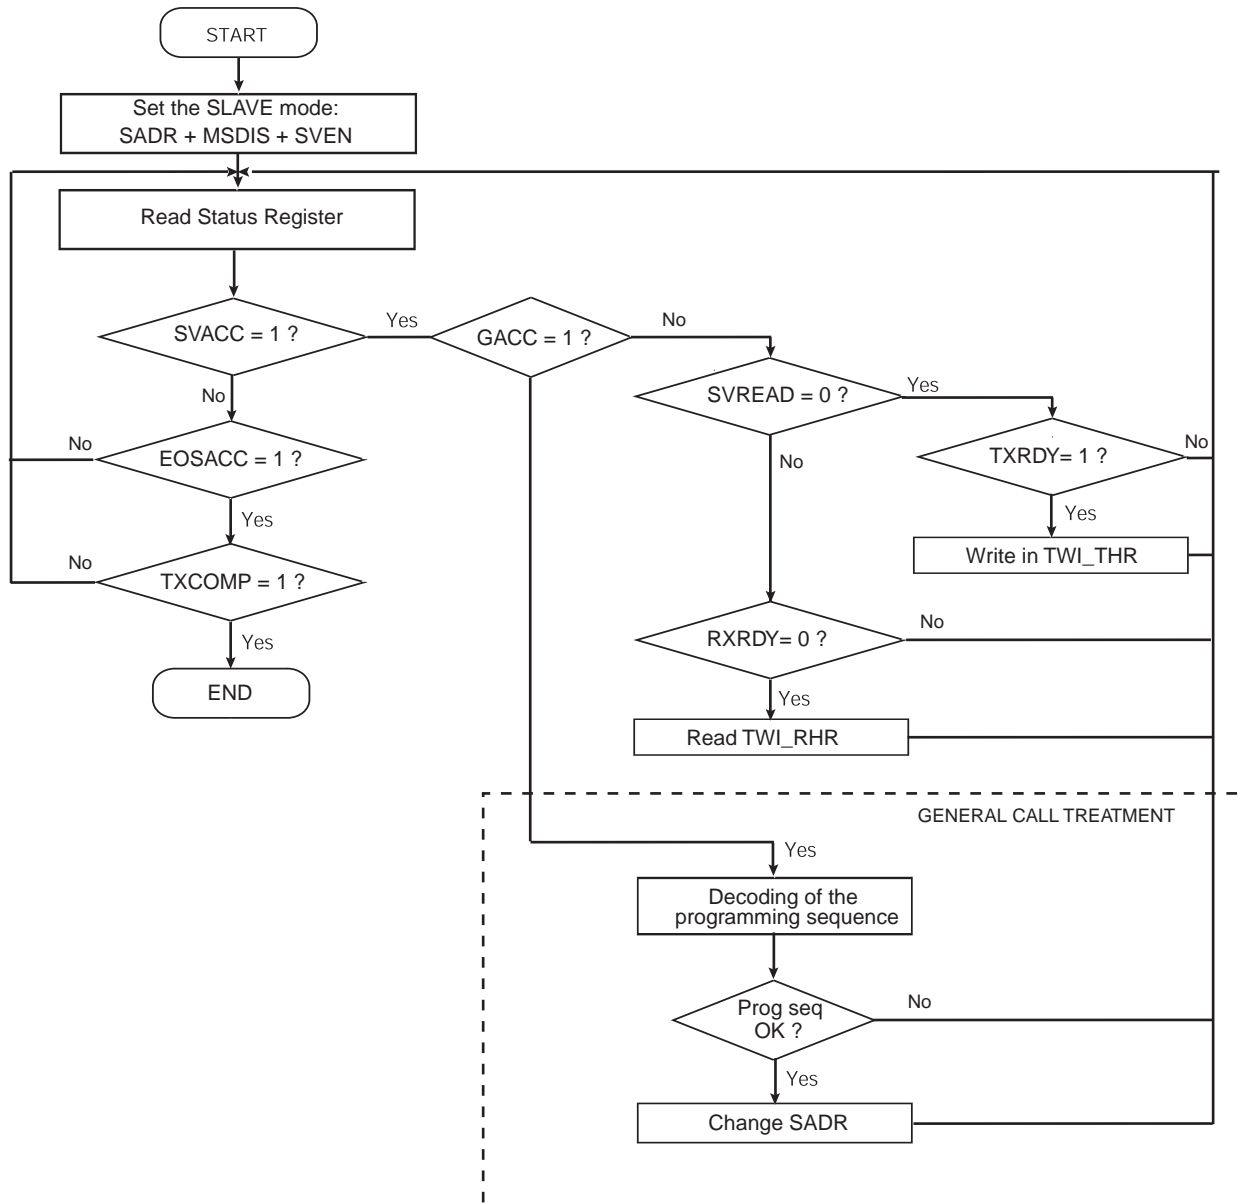 START
Set the SLAVE mode:
SADR + MSDIS + SVEN
Read Status Register
SVACC = 1 ?
Yes
GACC = 1 ?
No
SVREAD = 0 ?
Yes
No
No
EOSACC = 1 ?
No
TXRDY= 1 ?
No
Yes
Yes
Write in TWI_THR
No
TXCOMP = 1 ?
RXRDY= 0 ?
No
Yes
END
Yes
Read TWI_RHR
GENERAL CALL TREATMENT
Yes
Decoding of the
programming sequence
Prog seq
OK ?
No
Yes
Change SADR